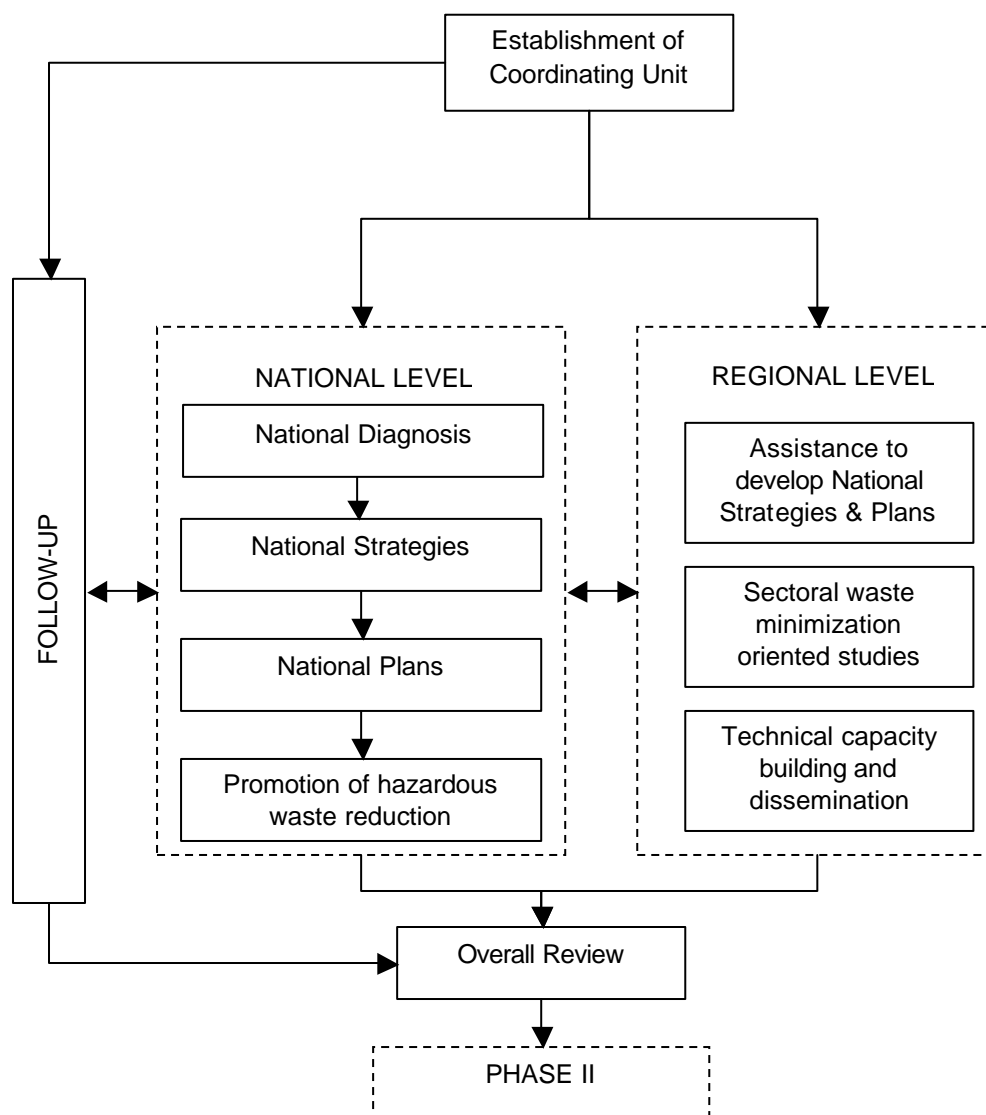 Establishment of
Coordinating Unit
FOLLOW-UP
NATIONAL LEVEL
National Diagnosis
National Strategies
National Plans
Promotion of hazardous
waste reduction
REGIONAL LEVEL
Assistance to
develop National
Strategies & Plans
Sectoral waste
minimization
oriented studies
Technical capacity
building and
dissemination
Overall Review
PHASE II